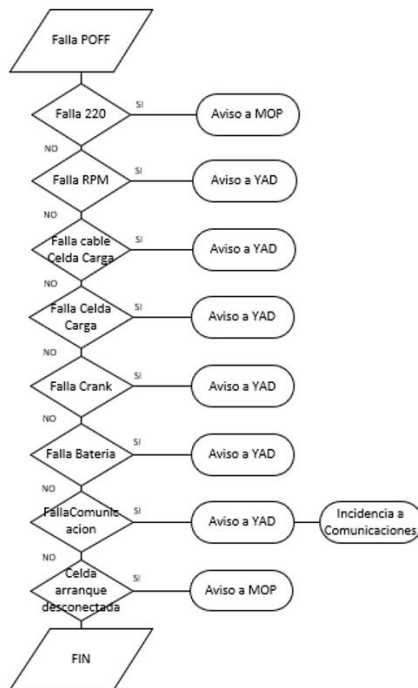 Falla POFF
Falla 220
SI
Aviso a MOP
NO
Falla RPM
SI
Aviso a YAD
NO
Falla cable
Celda Carga
SI
Aviso a YAD
NO
Falla Celda
Carga
SI
Aviso a YAD
NO
Falla Crank
SI
Aviso a YAD
NO
Falla Bateria
SI
Aviso a YAD
NO
FallaComunic
acion
SI
Aviso a YAD
Incidencia a
Comunicaciones
NO
Celda
arranque
desconectada
SI
Aviso a MOP
FIN